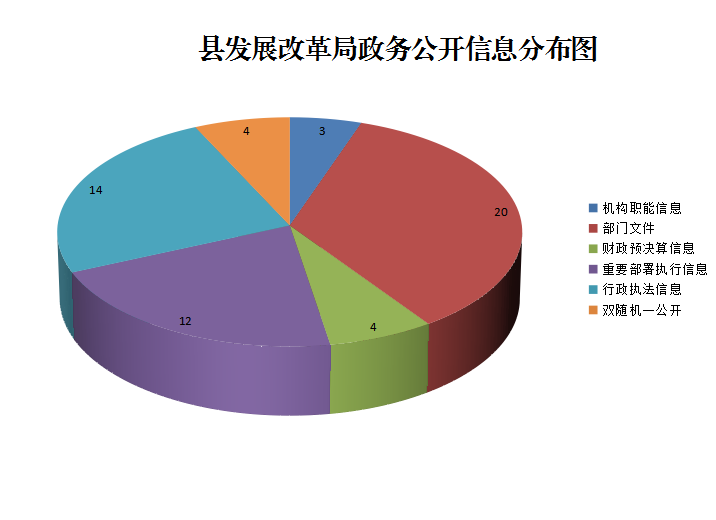 县发展改革局政务公开信息分布图
4
3
14
20
12
4
机构职能信息
部门文件
财政预决算信息
重要部署执行信息
行政执法信息
双随机一公开